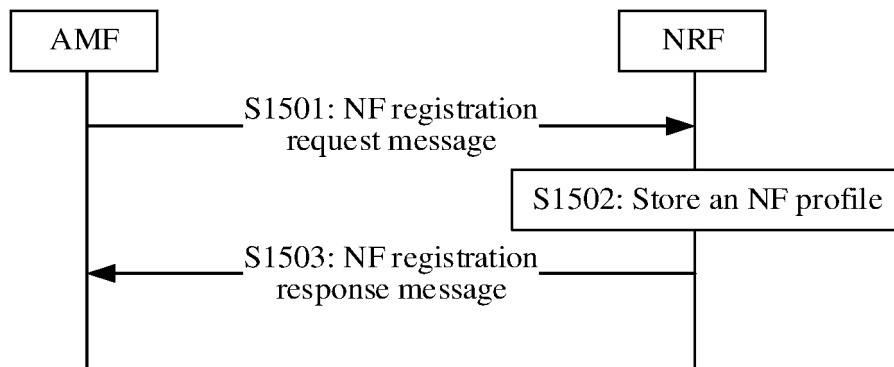 AMF
NRF
S1501: NF registration
request message
S1502: Store an NF profile
S1503: NF registration
response message